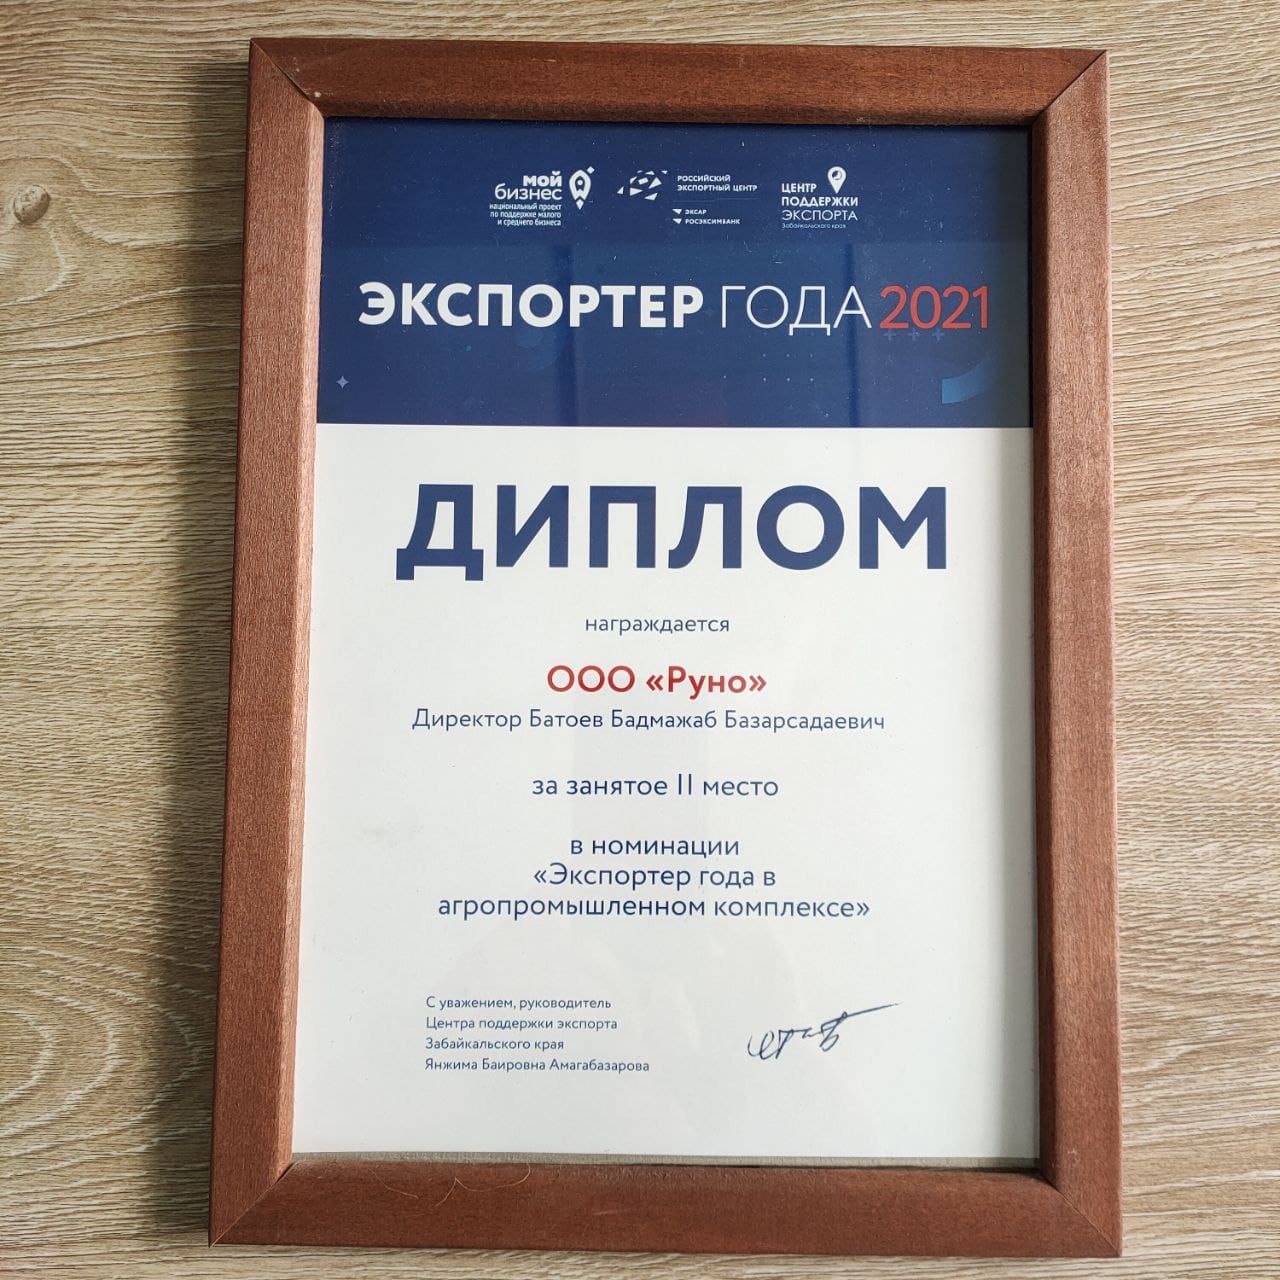 мой
бизнес
национальный проект
по поддержке малого
и среднего бизнеса
РОССИЙСКИЙ
ЭКСПОРТНЫЙ ЦЕНТР
ЭКСАР
РОСЭКСИМБАНК
ЦЕНТР
ПОДДЕРЖКИ
ЭКСПОРТА
Забайкальского края
ЭКСПОРТЕР ГОДА 2021
ДИПЛОМ
награждается
ООО «Руно»
Директор Батоев Бадмажаб Базарсадаевич
за занятое II место
в номинации
«Экспортер года в
агропромышленном комплексе»
С уважением, руководитель
Центра поддержки экспорта
Забайкальского края
Янжима Баировна Амагабазарова